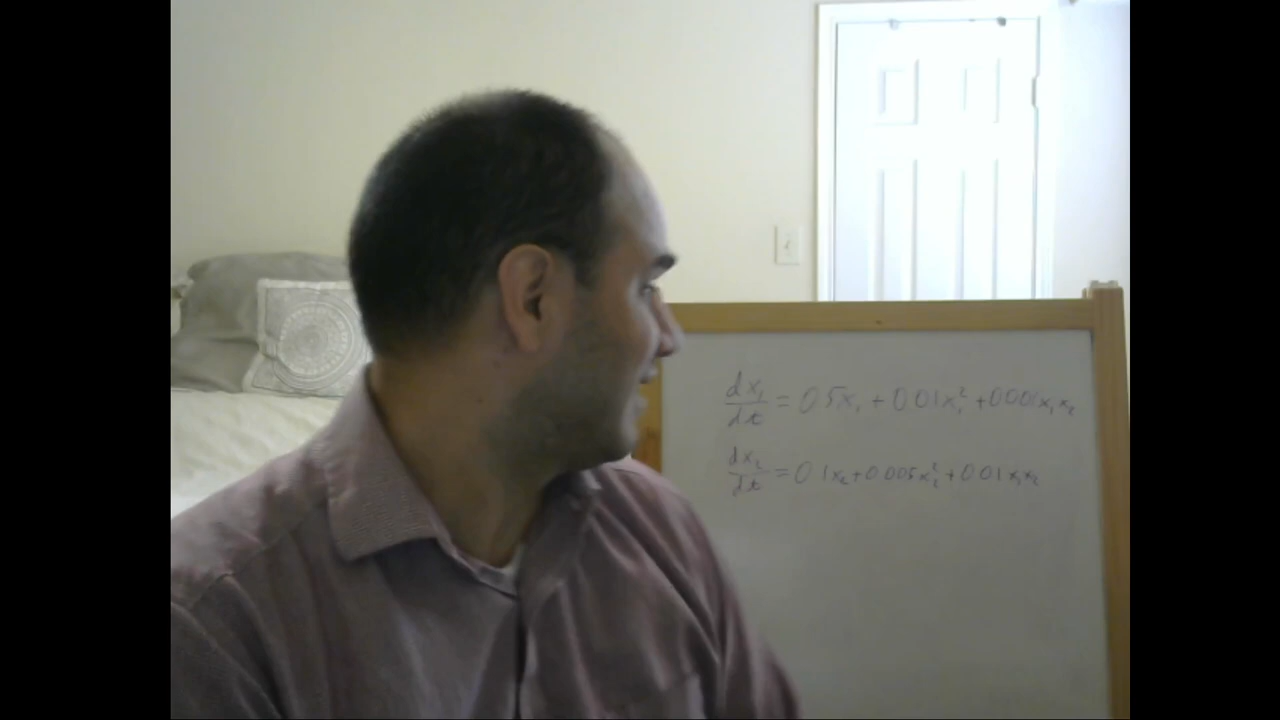 dx₁/dt = 0.5x₁ + 0.01x₁² + 0.001x₁x₂
dx₂/dt = 0.1x₂ + 0.005x₂² + 0.01x₁x₂